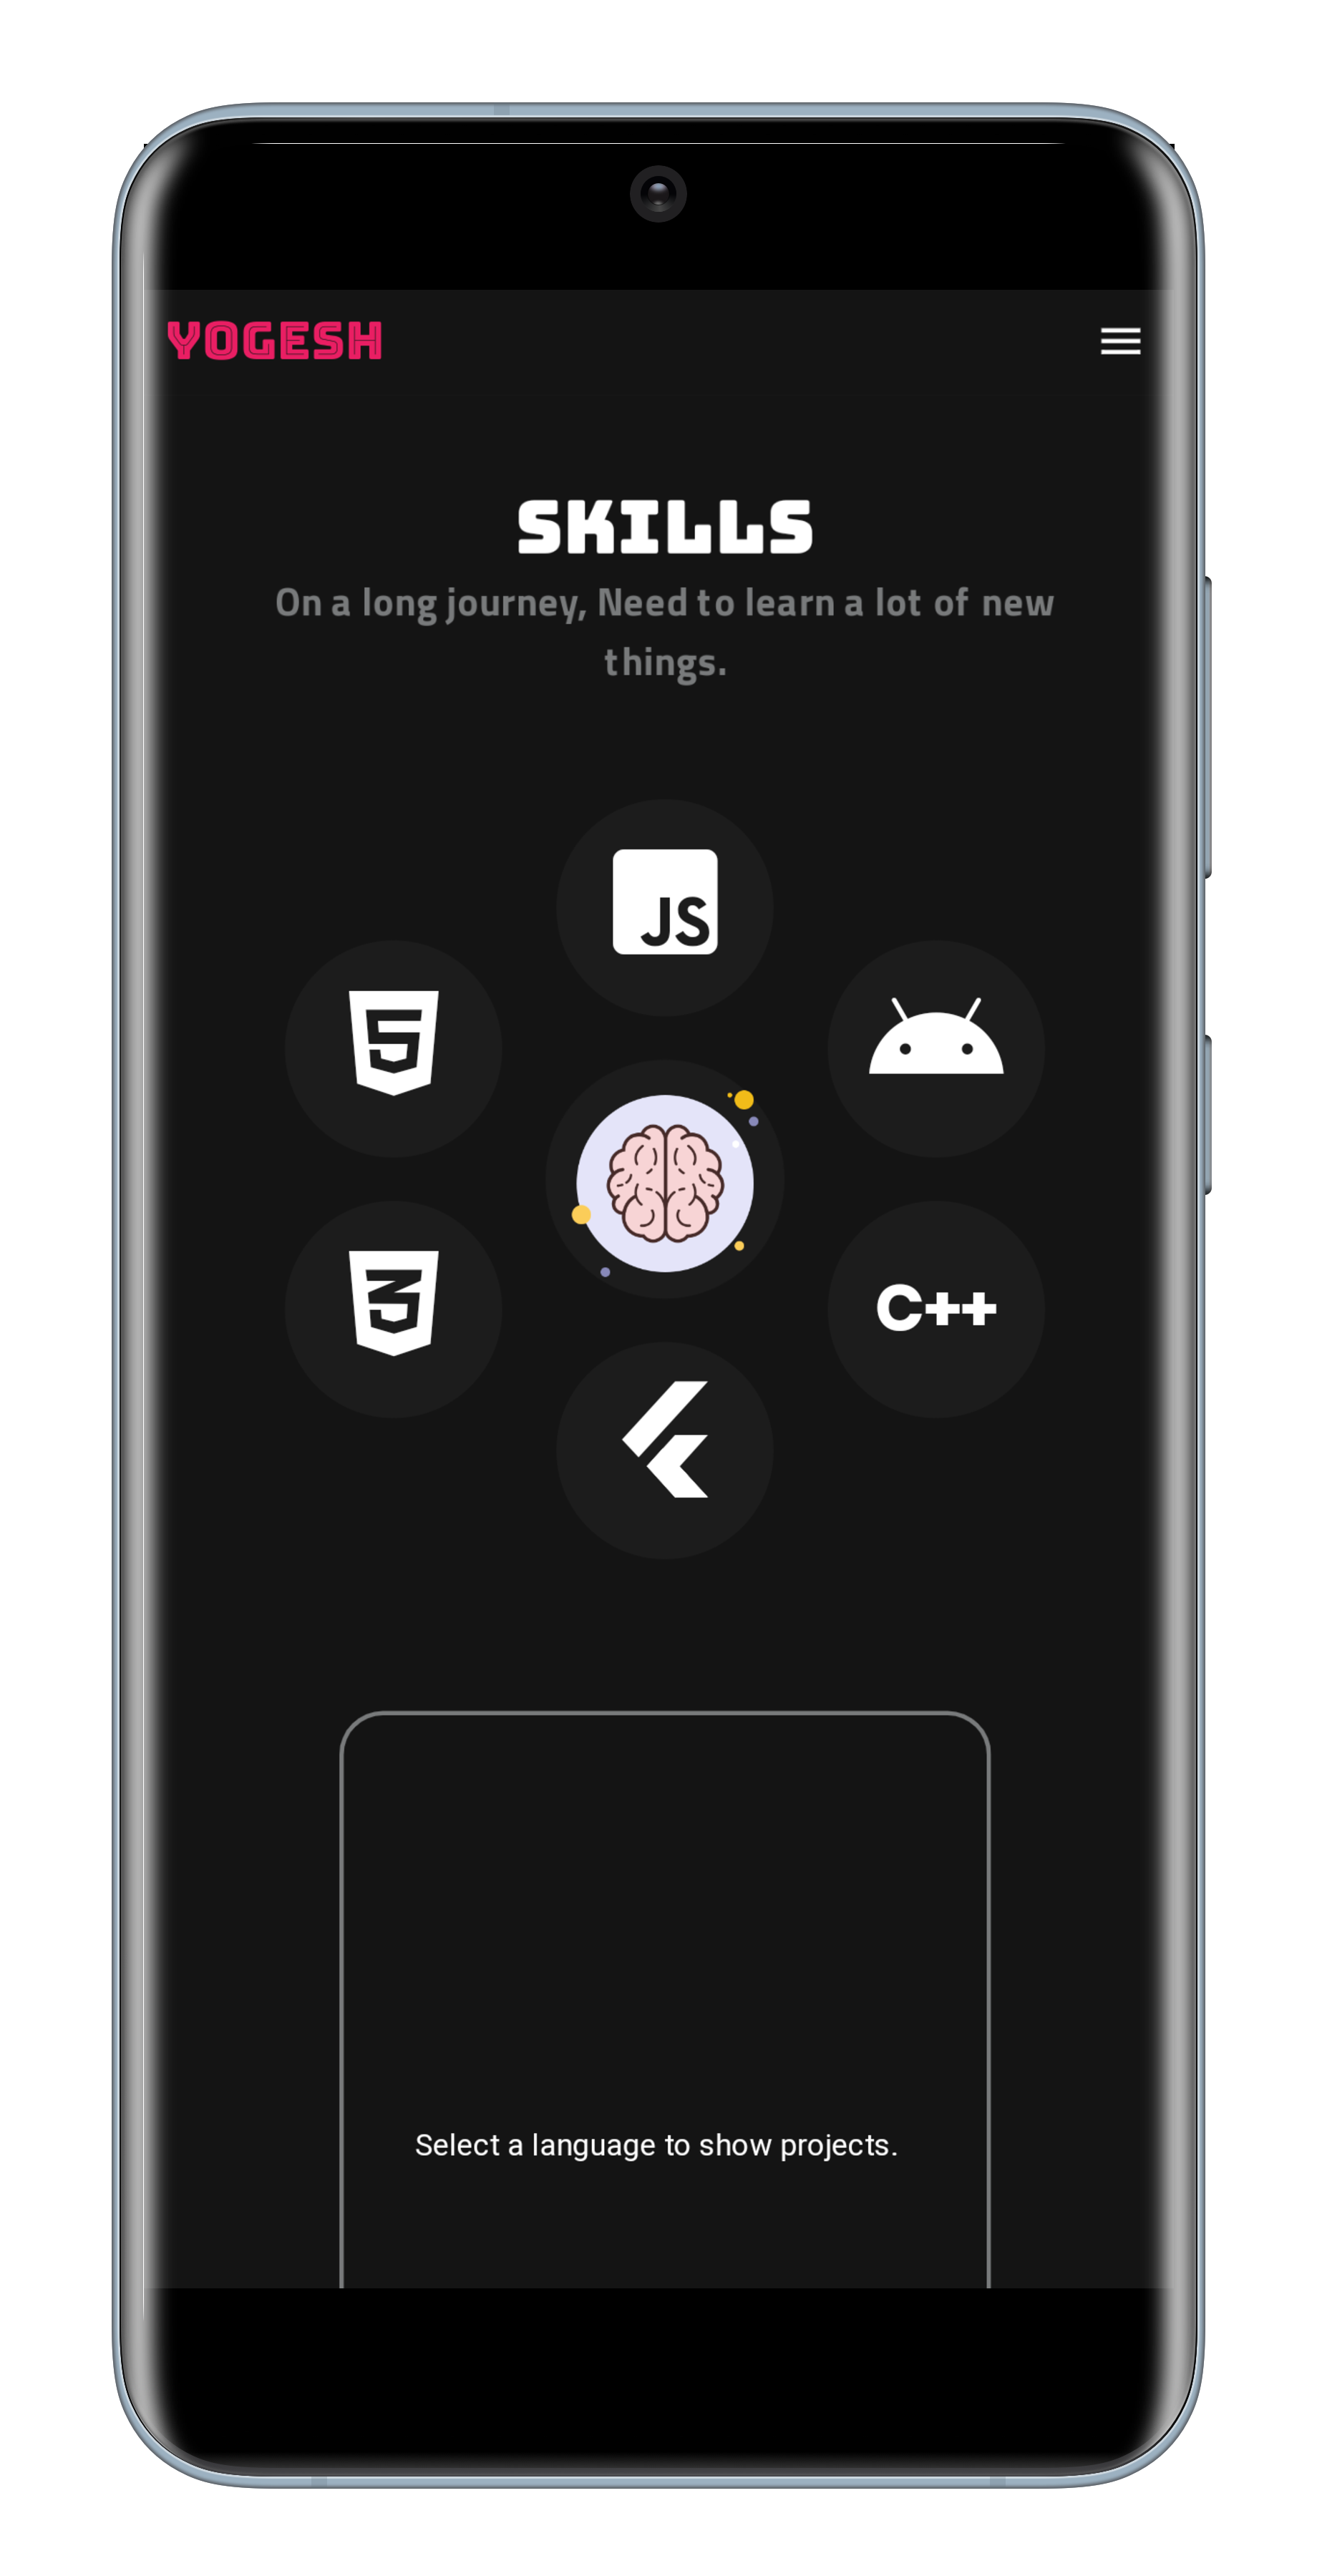 YOGESH
SKILLS
On a long journey, Need to learn a lot of new
things.
JS
5
3
C++
Select a language to show projects.